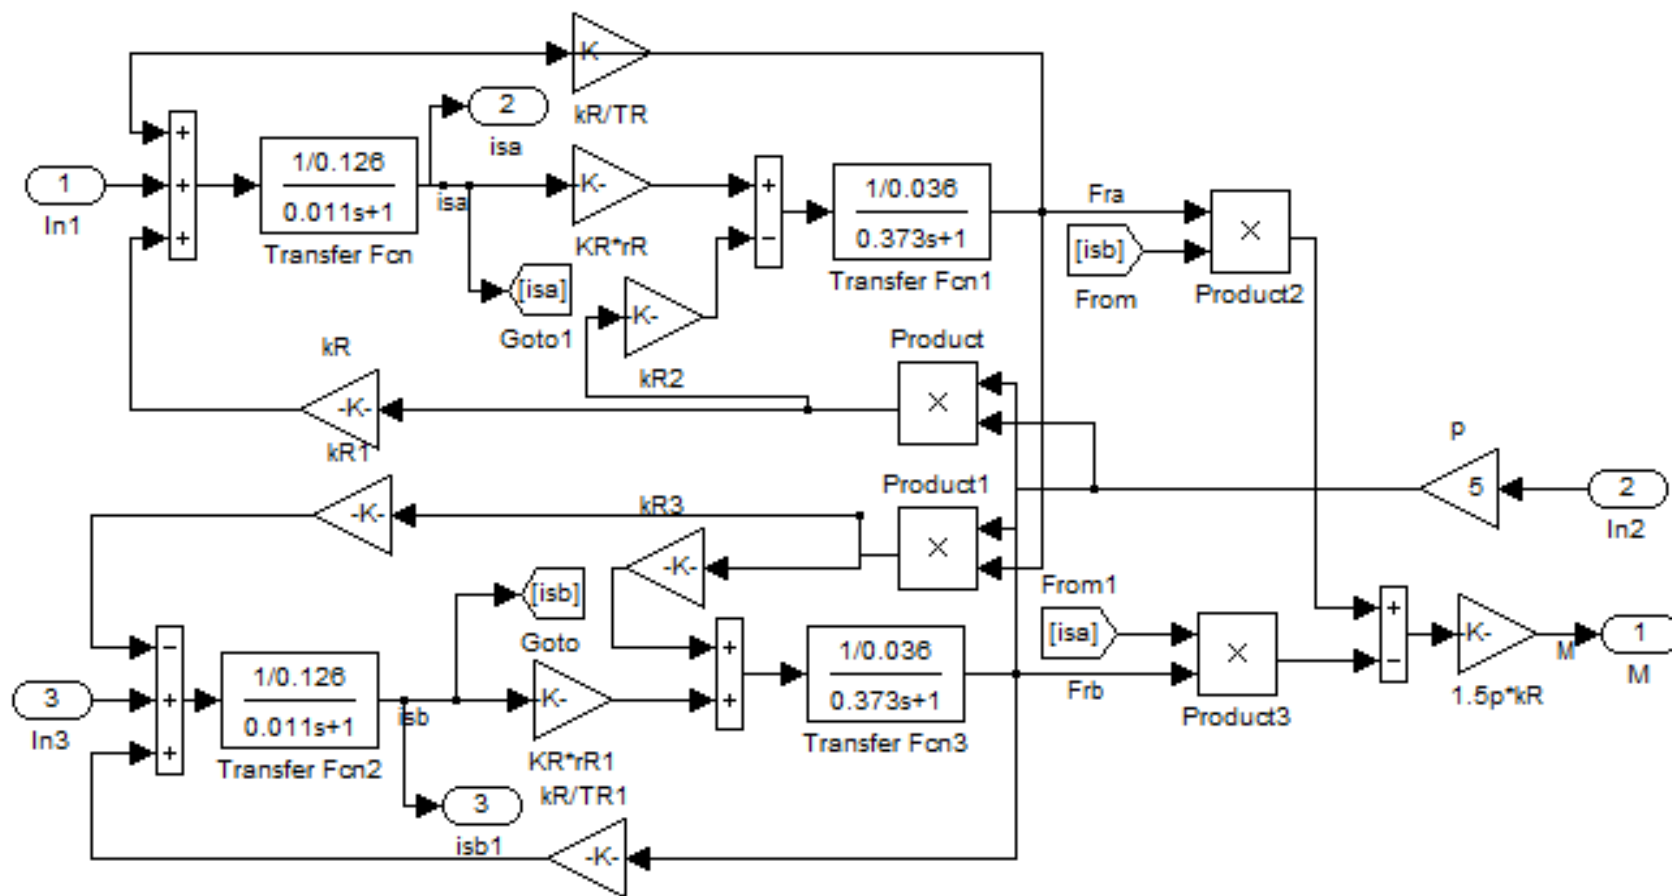 K-
kR/TR
2
isa
1
In1
+
+
+
1/0.126
0.011s+1
Transfer Fcn
isa
K-
KR*rR
[isa]
Goto1
+
−
1/0.036
0.373s+1
Transfer Fcn1
Fra
[isb]
From
×
Product2
K-
kR2
kR
-K-
kR1
Product
×
p
5
2
In2
-K-
kR3
-K-
Product1
×
[isb]
Goto
3
In3
−
+
+
1/0.126
0.011s+1
Transfer Fcn2
isb
K-
KR*rR1
kR/TR1
3
isb1
-K-
+
+
1/0.036
0.373s+1
Transfer Fcn3
From1
[isa]
Frb
×
Product3
+
−
K-
1.5p*kR
M
1
M